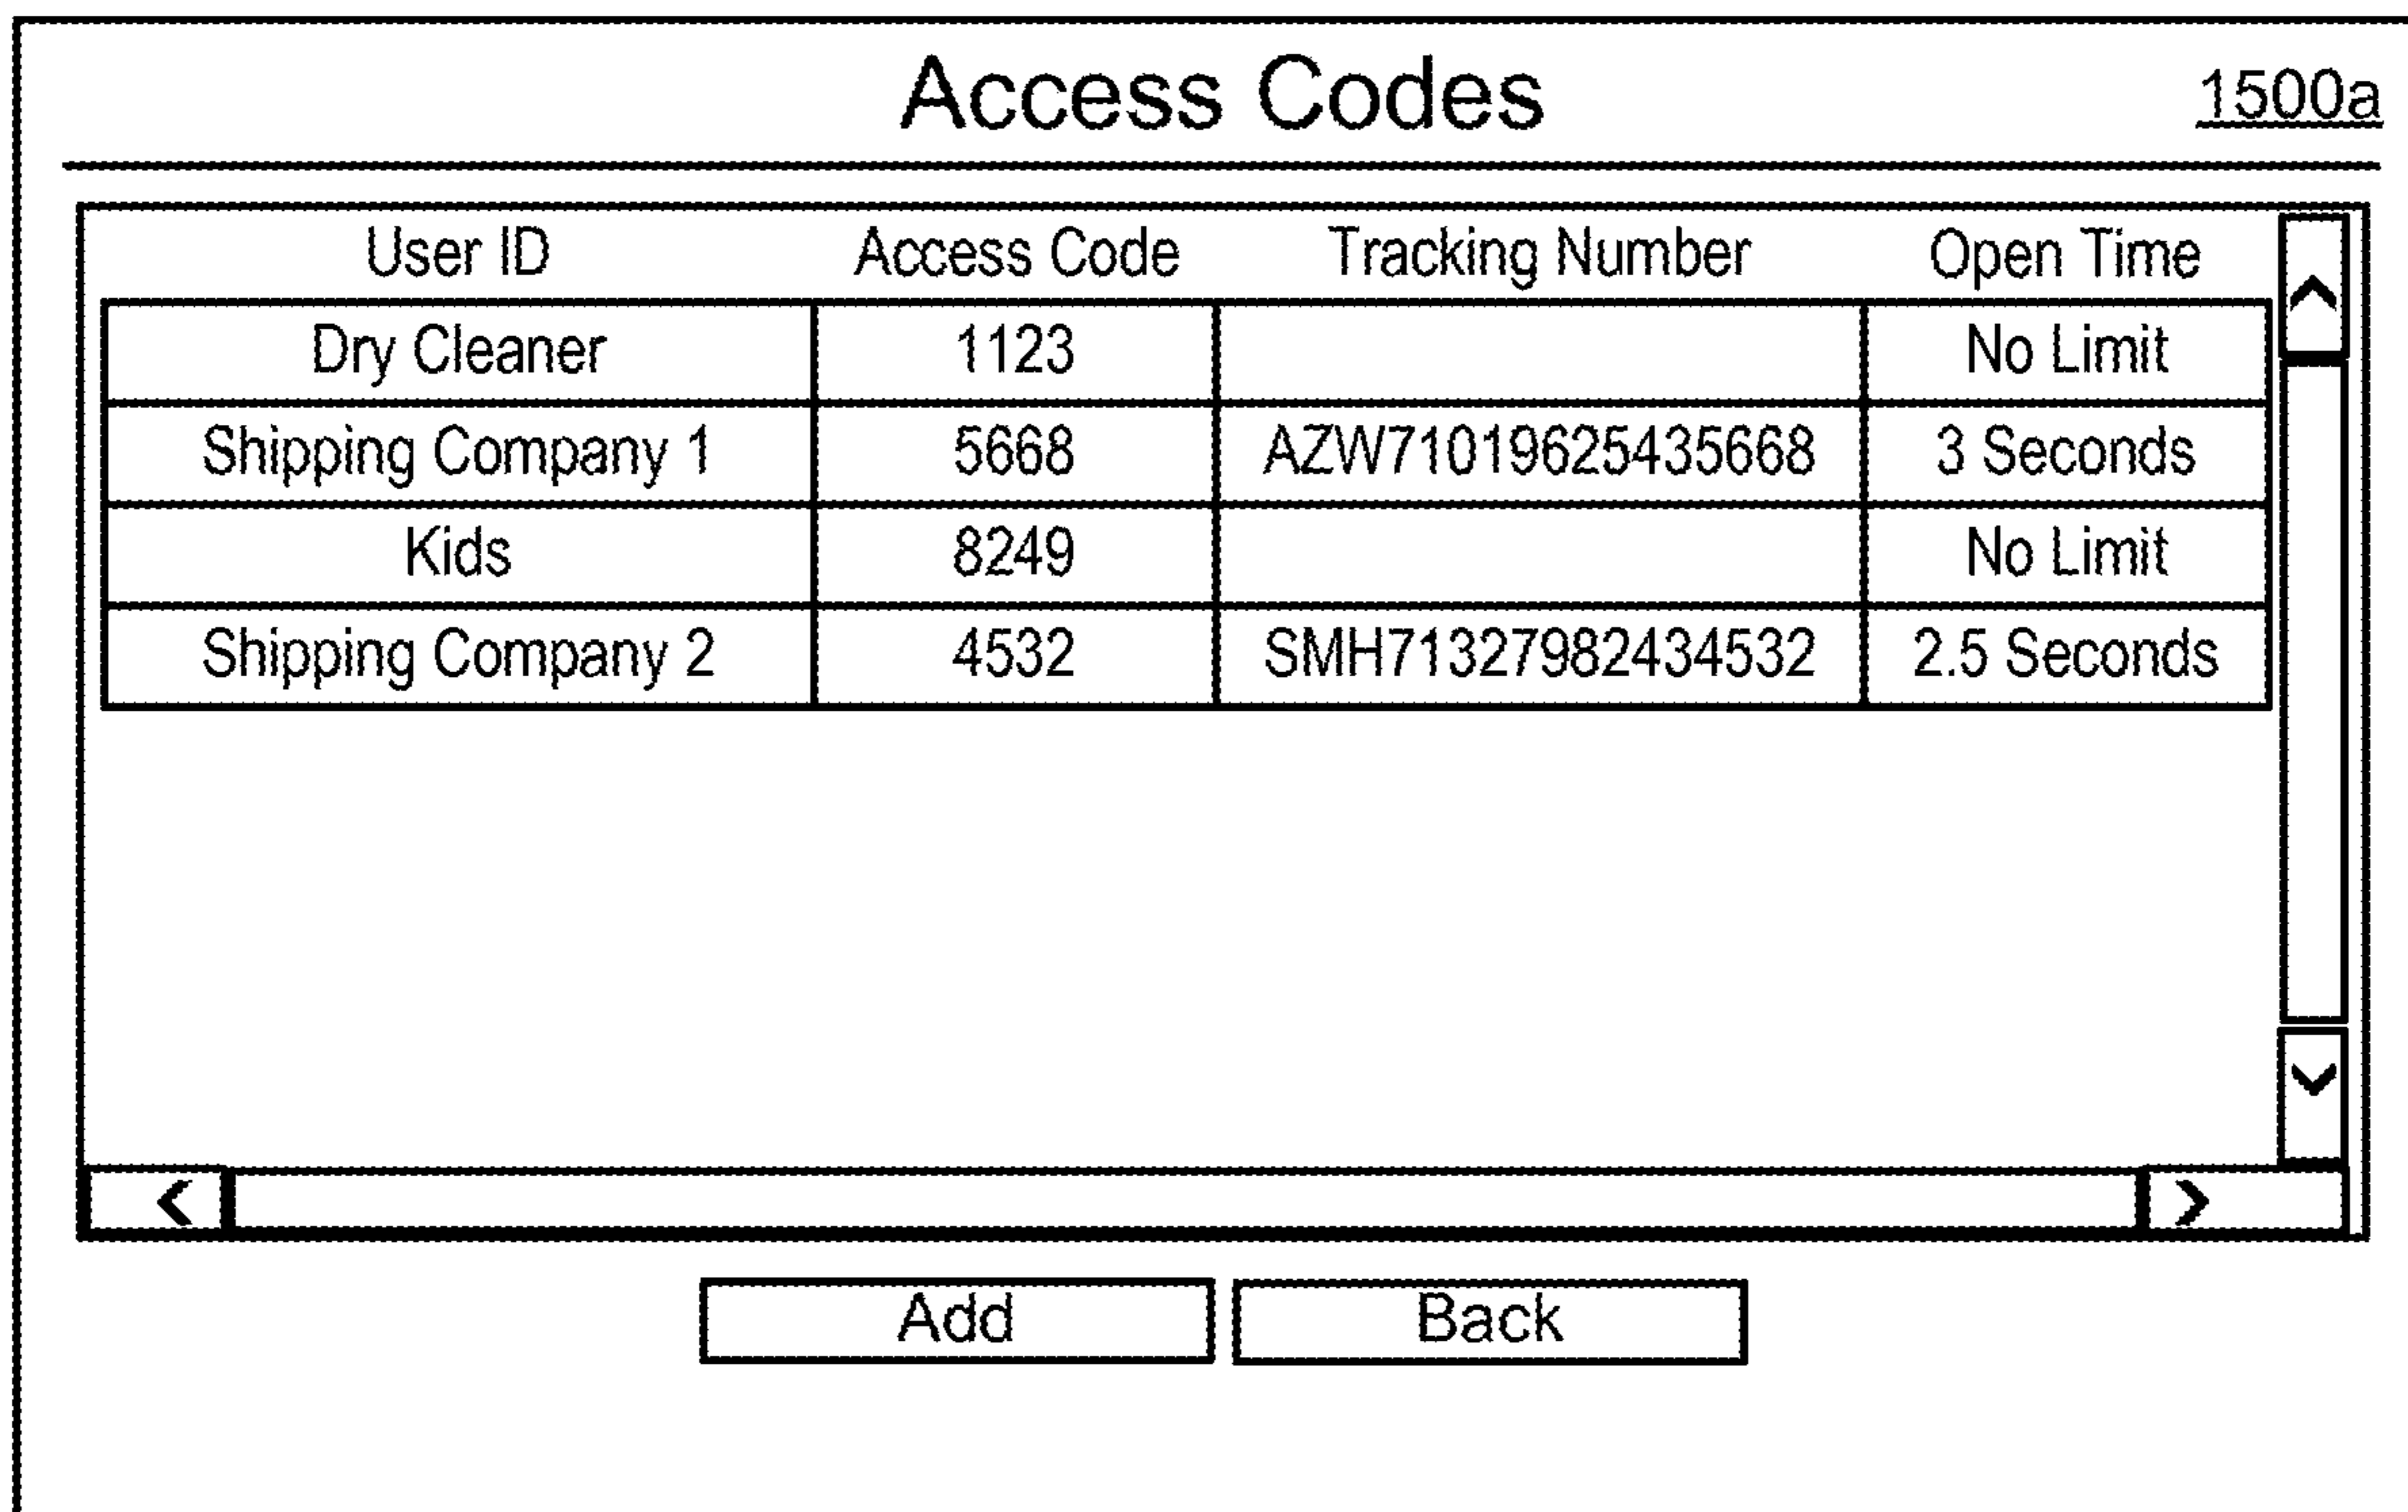 Access Codes 1500a
User ID Access Code Tracking Number Open Time
Dry Cleaner 1123 No Limit
Shipping Company 1 5668 AZW71019625435668 3 Seconds
Kids 8249 No Limit
Shipping Company 2 4532 SMH71327982434532 2.5 Seconds
Add Back